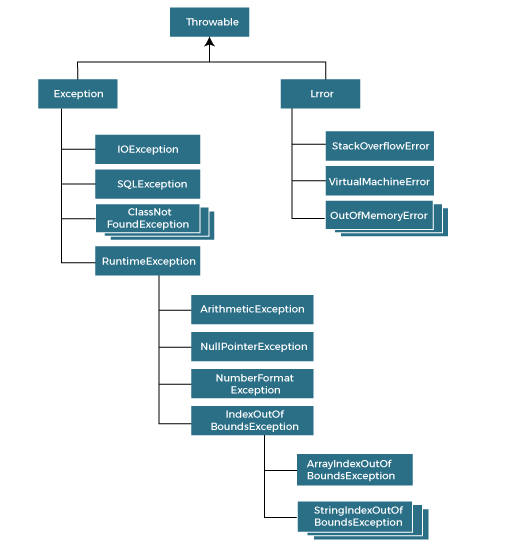 Throwable
Exception
Lrror
IOException
StackOverflowError
SQLException
VirtualMachineError
ClassNot
FoundException
OutOfMemoryError
RuntimeException
ArithmeticException
NullPointerException
NumberFormat
Exception
IndexOutOf
BoundsException
ArrayIndexOutOf
BoundsException
StringIndexOutOf
BoundsException